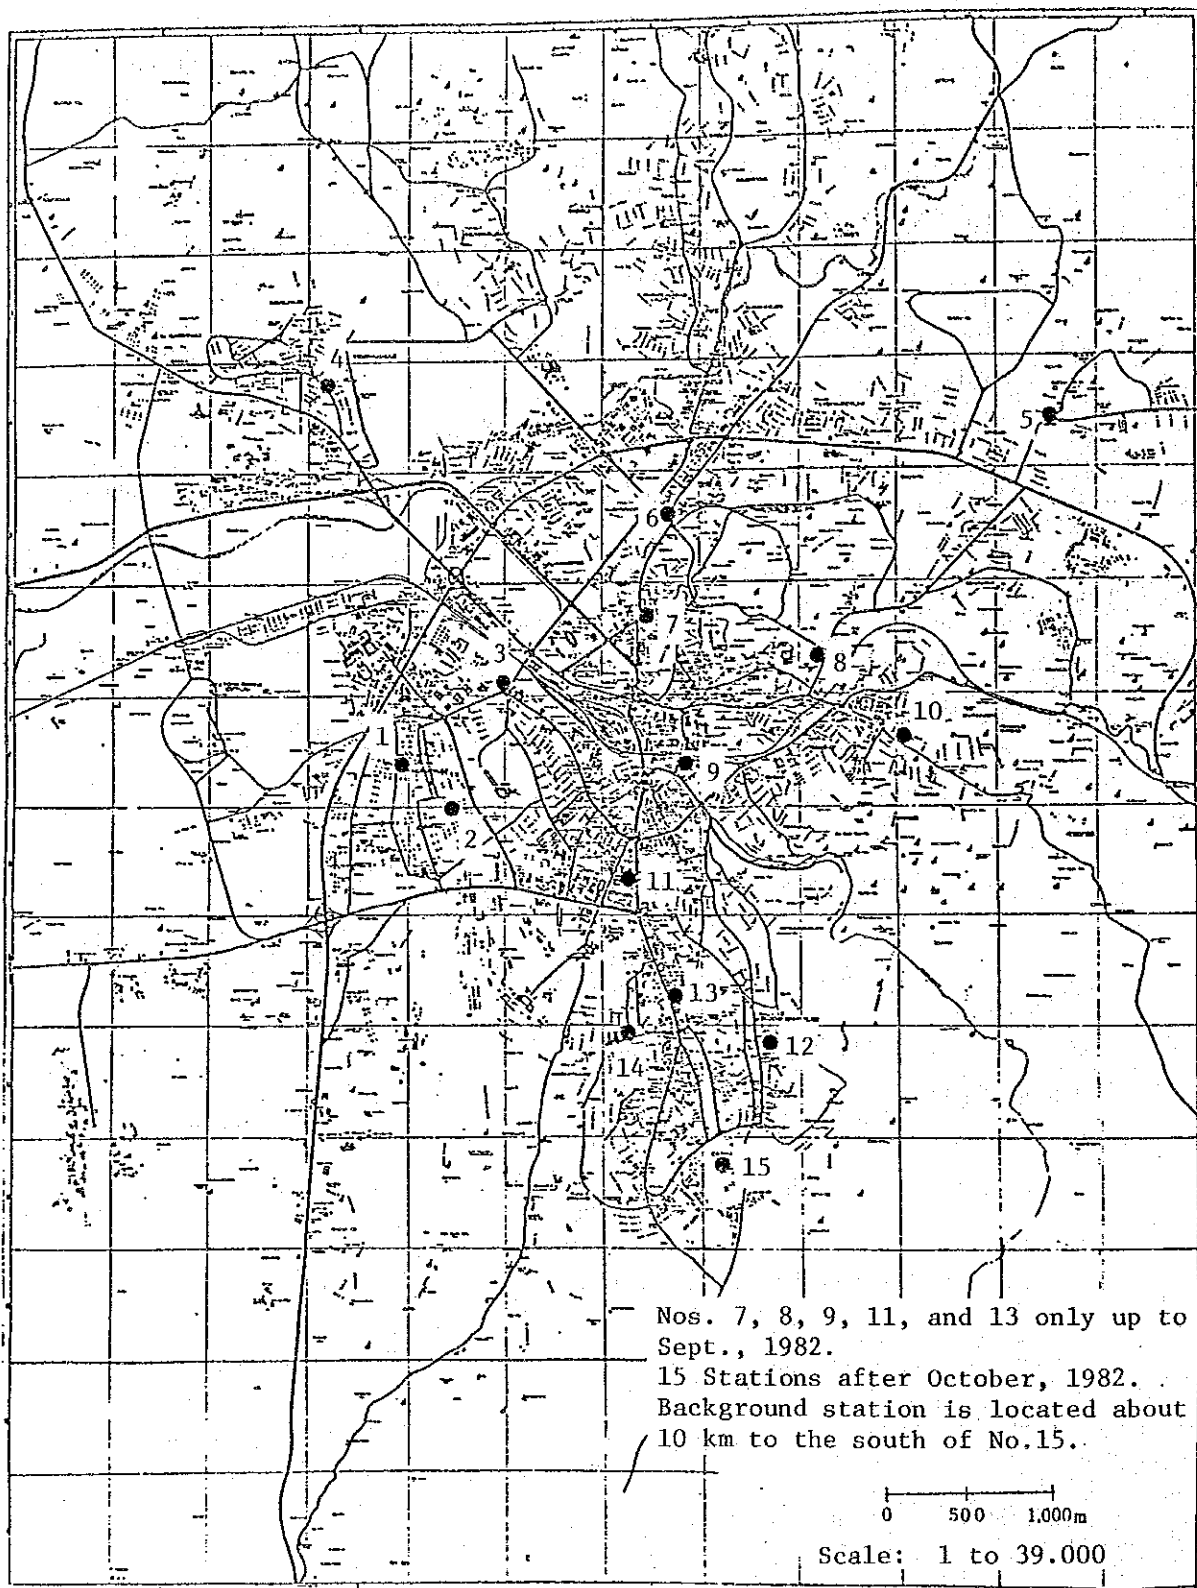 4
5
6
7
3
8
10
1
9
2
11
13
12
14
15
Nos. 7, 8, 9, 11, and 13 only up to
Sept., 1982.
15 Stations after October, 1982.
Background station is located about
10 km to the south of No.15.
0 500 1.000m
Scale: 1 to 39.000